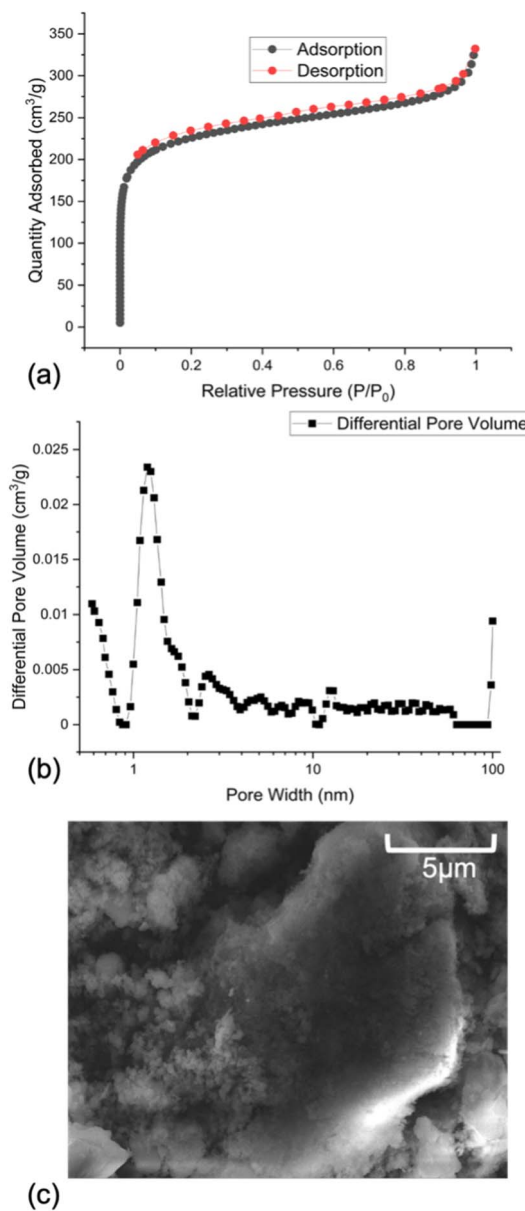 Adsorption
Desorption
Quantity Adsorbed (cm³/g)
350
300
250
200
150
100
50
0
0
0.2
0.4
0.6
0.8
1
Relative Pressure (P/P₀)
(a)
Differential Pore Volume
Differential Pore Volume (cm³/g)
0.025
0.02
0.015
0.01
0.005
0
1
10
100
Pore Width (nm)
(b)
5μm
(c)